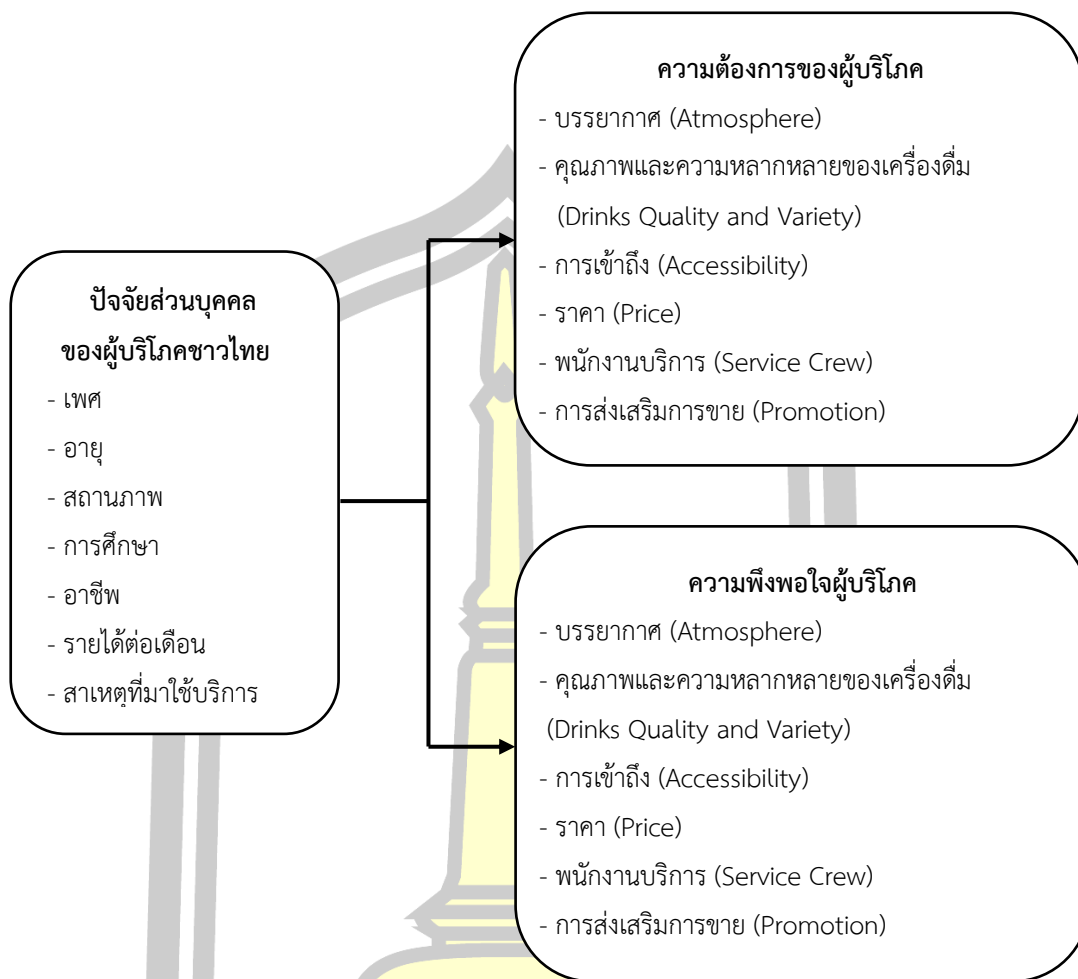 ความต้องการของผู้บริโภค
- บรรยากาศ (Atmosphere)
- คุณภาพและความหลากหลายของเครื่องดื่ม
(Drinks Quality and Variety)
- การเข้าถึง (Accessibility)
- ราคา (Price)
- พนักงานบริการ (Service Crew)
- การส่งเสริมการขาย (Promotion)
ปัจจัยส่วนบุคคล
ของผู้บริโภคชาวไทย
- เพศ
- อายุ
- สถานภาพ
- การศึกษา
- อาชีพ
- รายได้ต่อเดือน
- สาเหตุที่มาใช้บริการ
ความพึงพอใจผู้บริโภค
- บรรยากาศ (Atmosphere)
- คุณภาพและความหลากหลายของเครื่องดื่ม
(Drinks Quality and Variety)
- การเข้าถึง (Accessibility)
- ราคา (Price)
- พนักงานบริการ (Service Crew)
- การส่งเสริมการขาย (Promotion)